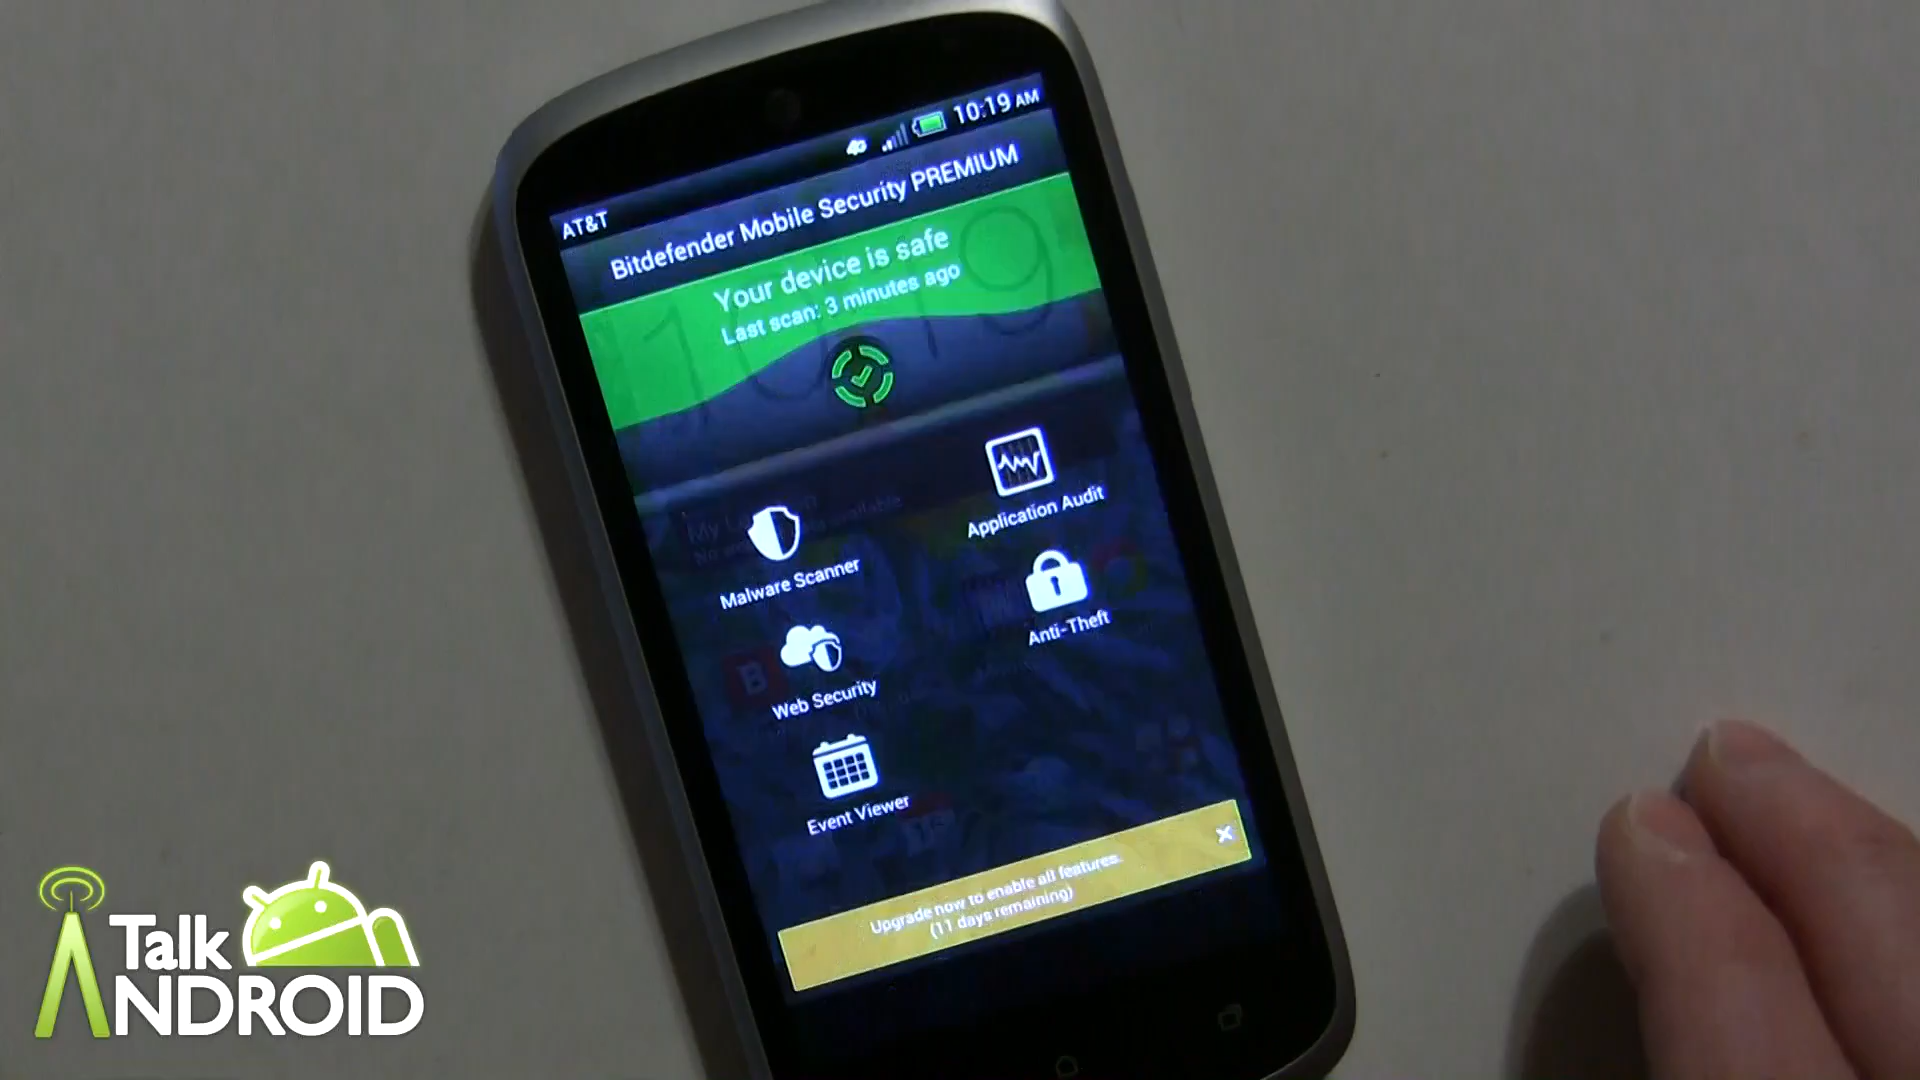 10:19 AM
AT&T
Bitdefender Mobile Security PREMIUM
Your device is safe
Last scan: 3 minutes ago
10 19
Application Audit
Malware Scanner
Anti-Theft
Web Security
Event Viewer
Upgrade now to enable all features.
(11 days remaining)
Talk
ANDROID